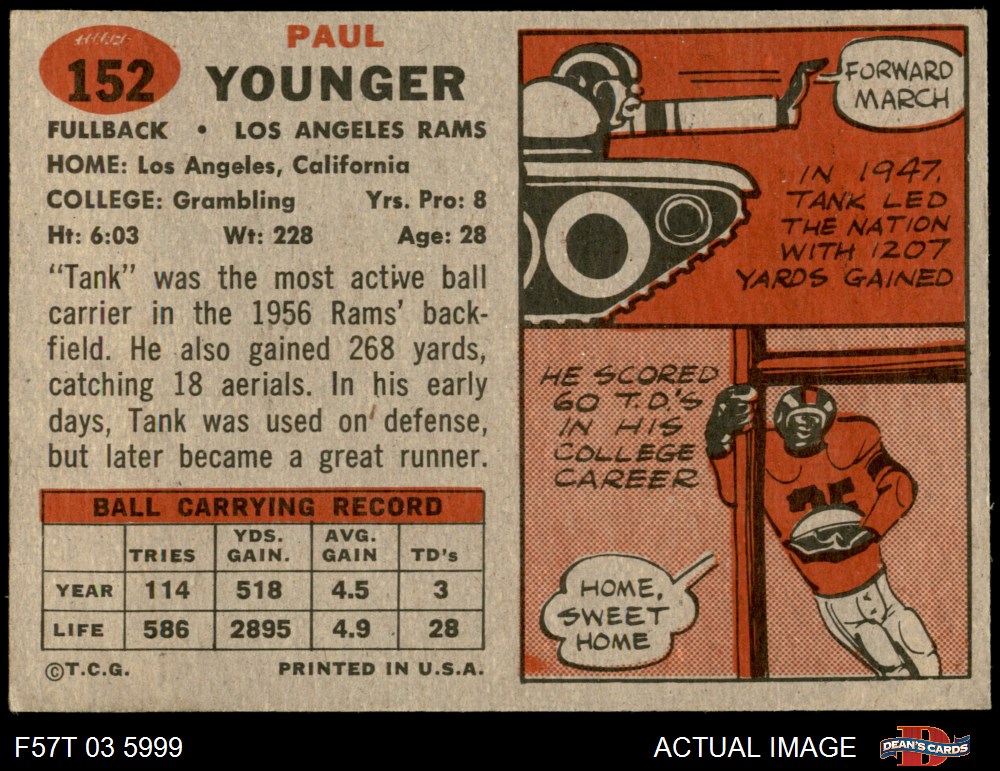 152
PAUL
YOUNGER
FULLBACK • LOS ANGELES RAMS
HOME: Los Angeles, California
COLLEGE: Grambling Yrs. Pro: 8
Ht: 6:03 Wt: 228 Age: 28
"Tank" was the most active ball
carrier in the 1956 Rams' back-
field. He also gained 268 yards,
catching 18 aerials. In his early
days, Tank was used on defense,
but later became a great runner.
BALL CARRYING RECORD
TRIES YDS. GAIN. AVG. GAIN TD's
YEAR 114 518 4.5 3
LIFE 586 2895 4.9 28
©T.C.G. PRINTED IN U.S.A.
FORWARD
MARCH
IN 1947,
TANK LED
THE NATION
WITH 1207
YARDS GAINED
HE SCORED
60 T.D.'S
IN HIS
COLLEGE
CAREER
35
HOME,
SWEET
HOME
F57T 03 5999
ACTUAL IMAGE
DEAN'S CARDS